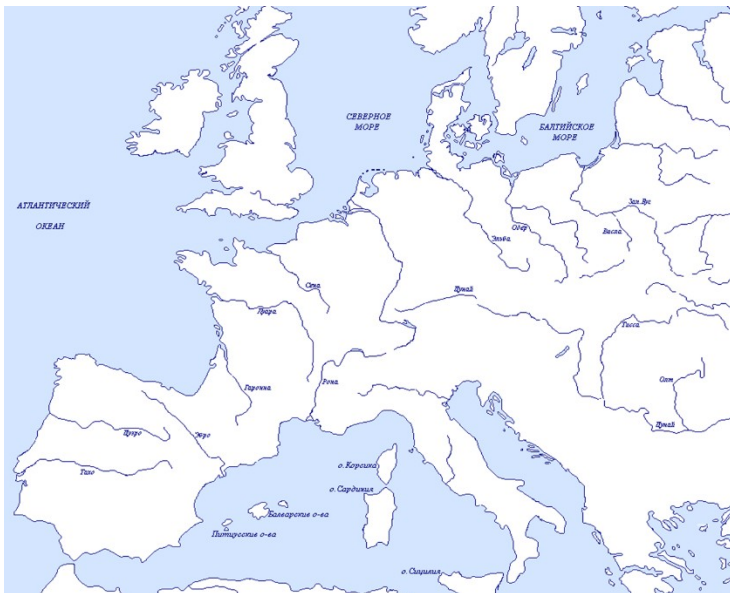 СЕВЕРНОЕ
МОРЕ
БАЛТИЙСКОЕ
МОРЕ
АТЛАНТИЧЕСКИЙ
ОКЕАН
Зап. Буг
Одер
Висла
Эльба
Сена
Дунай
Луара
Тисса
Рона
Гаронна
Олт
Дунай
Дуэро
Эбро
Тахо
о. Корсика
о. Сардиния
Балеарские о-ва
Питиусские о-ва
о. Сицилия